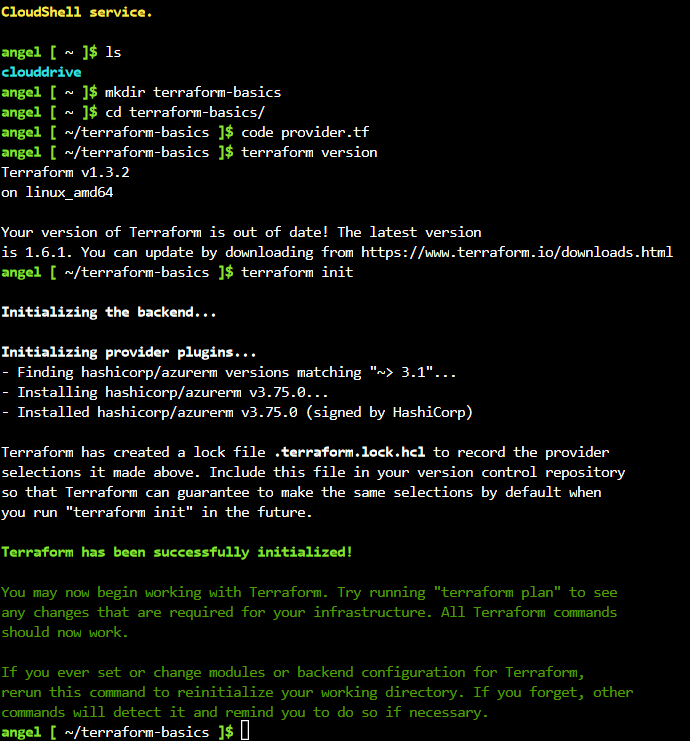 CloudShell service.
angel [ ~ ]$ ls
clouddrive
angel [ ~ ]$ mkdir terraform-basics
angel [ ~ ]$ cd terraform-basics/
angel [ ~/terraform-basics ]$ code provider.tf
angel [ ~/terraform-basics ]$ terraform version
Terraform v1.3.2
on linux_amd64
Your version of Terraform is out of date! The latest version
is 1.6.1. You can update by downloading from https://www.terraform.io/downloads.html
angel [ ~/terraform-basics ]$ terraform init
Initializing the backend...
Initializing provider plugins...
- Finding hashicorp/azurerm versions matching "~> 3.1"...
- Installing hashicorp/azurerm v3.75.0...
- Installed hashicorp/azurerm v3.75.0 (signed by HashiCorp)
Terraform has created a lock file .terraform.lock.hcl to record the provider
selections it made above. Include this file in your version control repository
so that Terraform can guarantee to make the same selections by default when
you run "terraform init" in the future.
Terraform has been successfully initialized!
You may now begin working with Terraform. Try running "terraform plan" to see
any changes that are required for your infrastructure. All Terraform commands
should now work.
If you ever set or change modules or backend configuration for Terraform,
rerun this command to reinitialize your working directory. If you forget, other
commands will detect it and remind you to do so if necessary.
angel [ ~/terraform-basics ]$